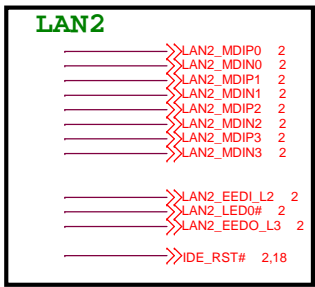 LAN2
LAN2_MDIP0 2
LAN2_MDIN0 2
LAN2_MDIP1 2
LAN2_MDIN1 2
LAN2_MDIP2 2
LAN2_MDIN2 2
LAN2_MDIP3 2
LAN2_MDIN3 2
LAN2_EEDI_L2 2
LAN2_LED0# 2
LAN2_EEDO_L3 2
IDE_RST# 2,18